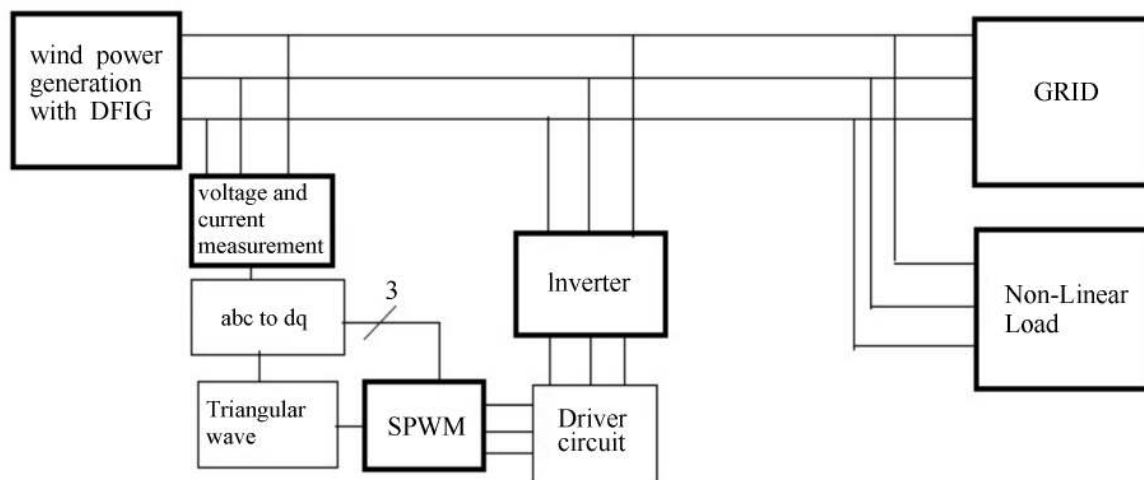 wind power
generation
with DFIG
GRID
voltage and
current
measurement
abc to dq
3
Inverter
Non-Linear
Load
Triangular
wave
SPWM
Driver
circuit